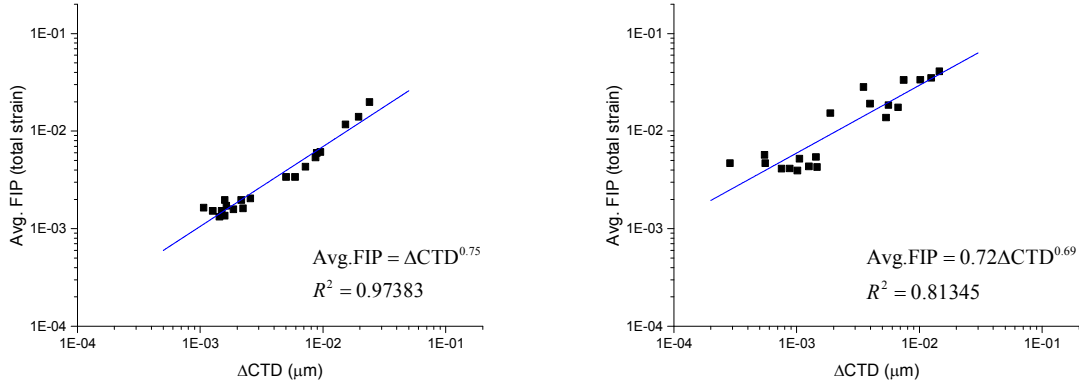 1E-01
1E-02
1E-03
1E-04
Avg. FIP (total strain)
Avg.FIP = ΔCTD^0.75
R² = 0.97383
1E-04 1E-03 1E-02 1E-01
ΔCTD (μm)
1E-01
1E-02
1E-03
1E-04
Avg. FIP (total strain)
Avg.FIP = 0.72ΔCTD^0.69
R² = 0.81345
1E-04 1E-03 1E-02 1E-01
ΔCTD (μm)